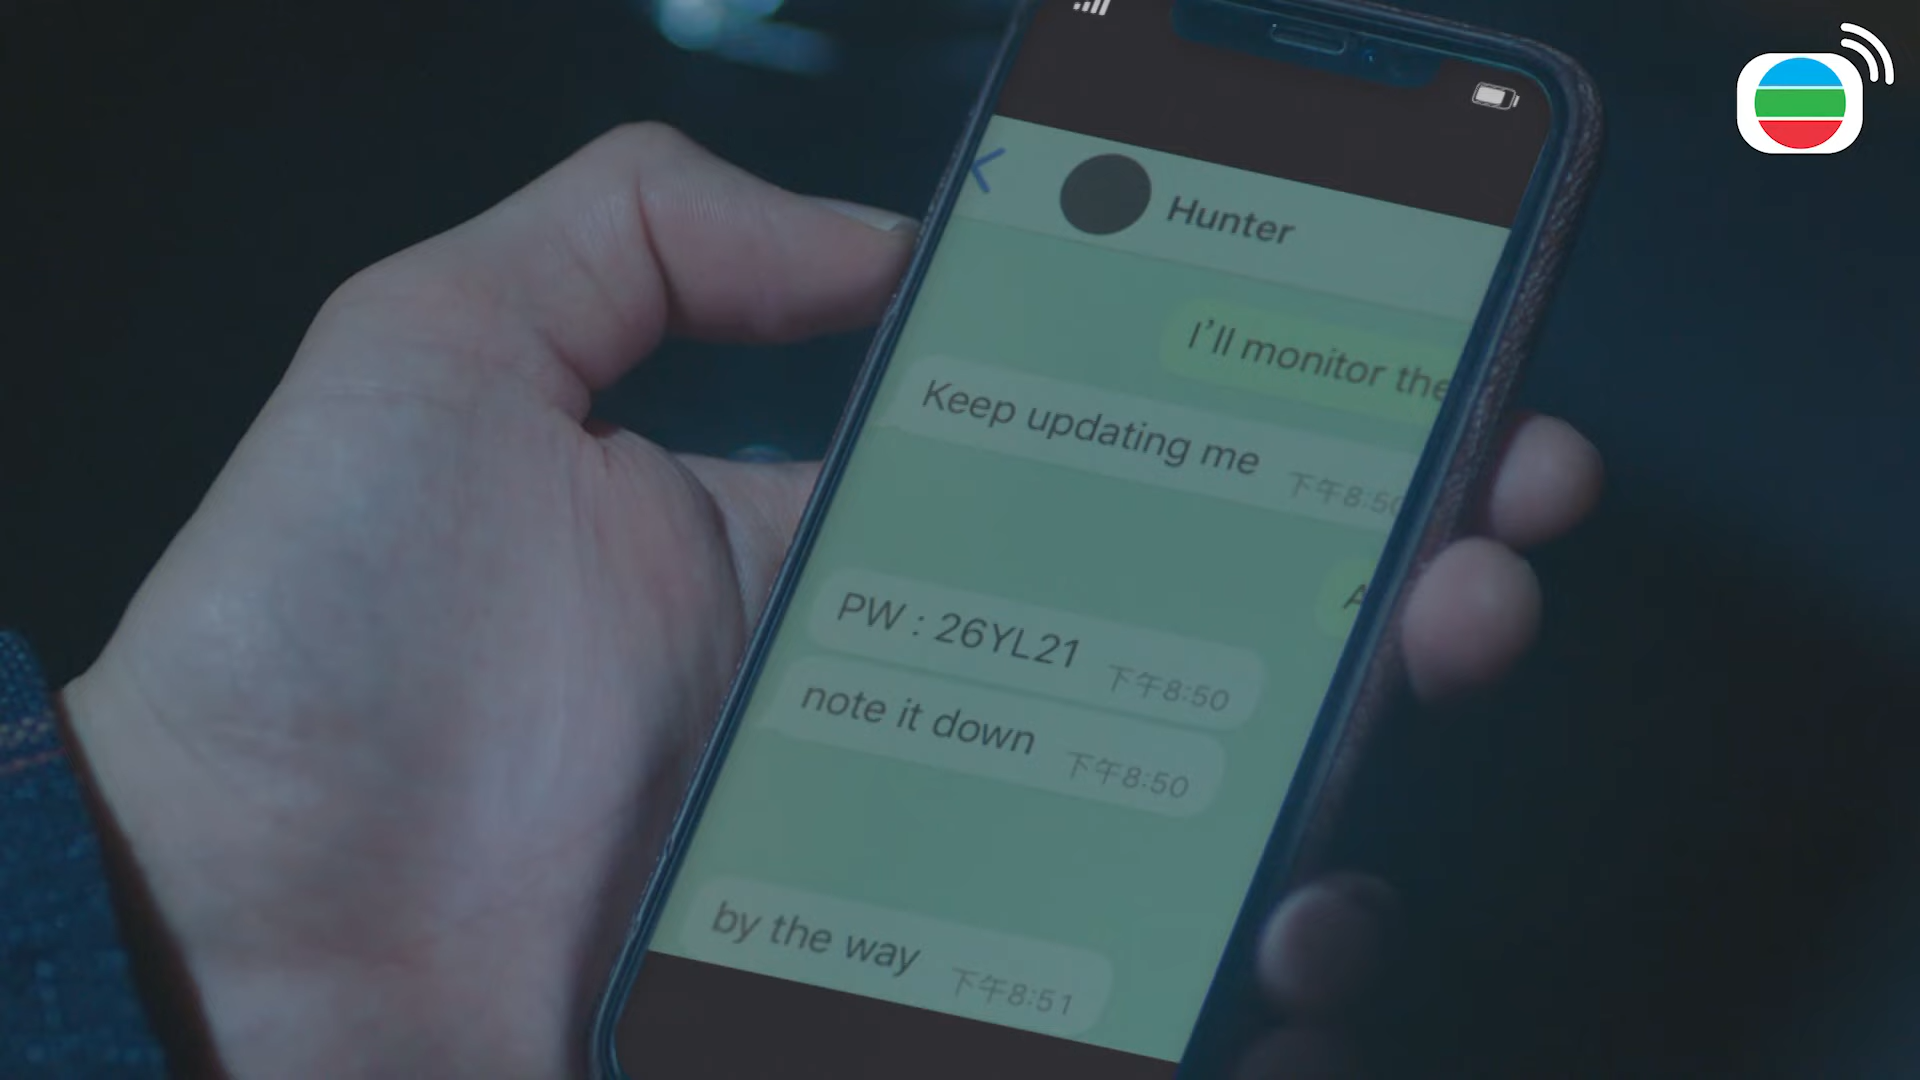 Hunter
I'll monitor the
Keep updating me 下午8:50
A
PW : 26YL21 下午8:50
note it down 下午8:50
by the way 下午8:51